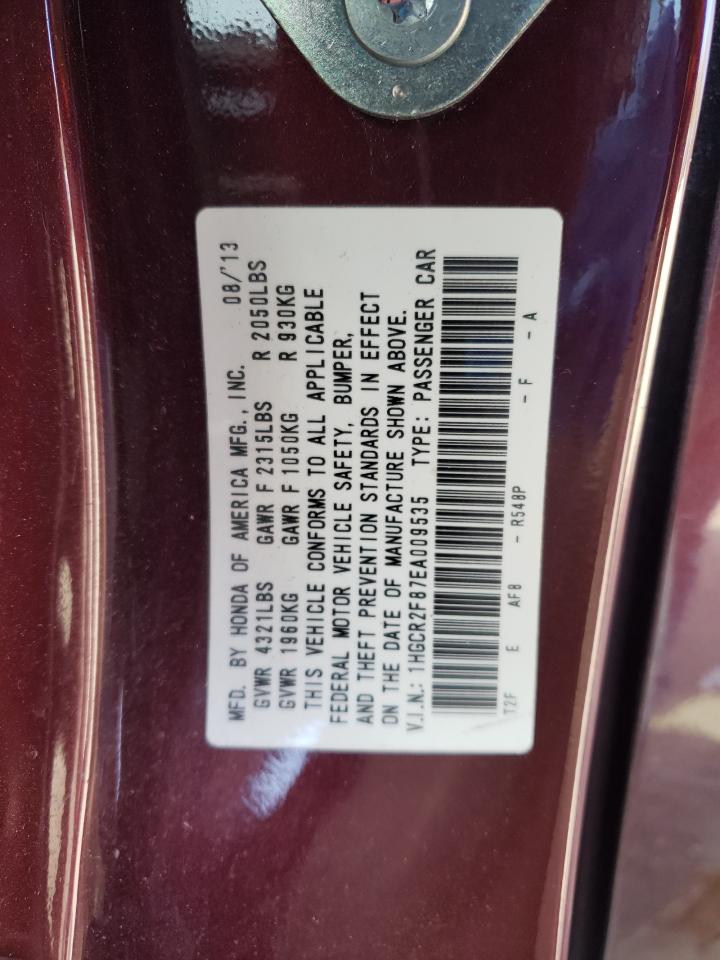 MFD. BY HONDA OF AMERICA MFG., INC. 08/'13
GVWR 4321LBS GAWR F 2315LBS R 2050LBS
GVWR 1960KG GAWR F 1050KG R 930KG
THIS VEHICLE CONFORMS TO ALL APPLICABLE
FEDERAL MOTOR VEHICLE SAFETY, BUMPER,
AND THEFT PREVENTION STANDARDS IN EFFECT
ON THE DATE OF MANUFACTURE SHOWN ABOVE.
V.I.N.: 1HGCR2F87EA009535 TYPE: PASSENGER CAR
T2F E AF8 - R548P - F - A